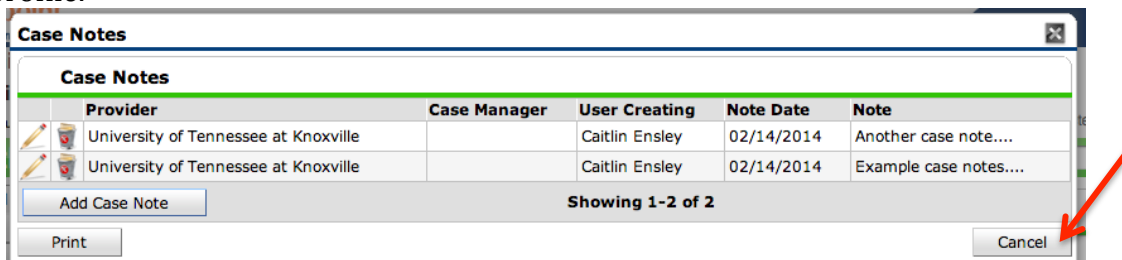 Case Notes
Case Notes
Provider Case Manager User Creating Note Date Note
University of Tennessee at Knoxville Caitlin Ensley 02/14/2014 Another case note....
University of Tennessee at Knoxville Caitlin Ensley 02/14/2014 Example case notes....
Add Case Note Showing 1-2 of 2
Print Cancel